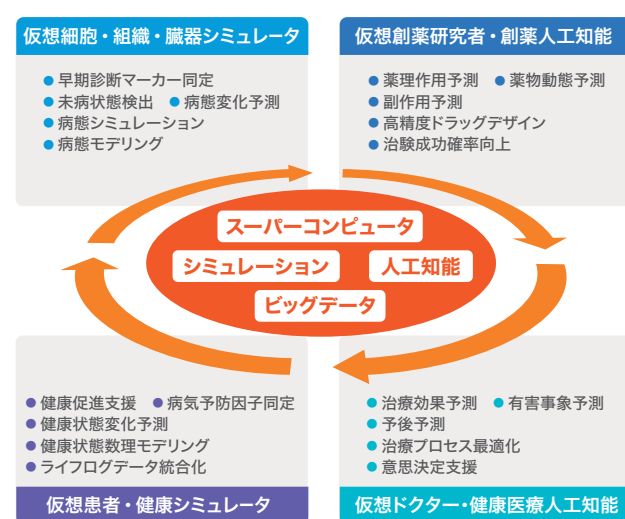 仮想細胞・組織・臓器シミュレータ
● 早期診断マーカー同定
● 未病状態検出 ● 病態変化予測
● 病態シミュレーション
● 病態モデリング
仮想創薬研究者・創薬人工知能
● 薬理作用予測 ● 薬物動態予測
● 副作用予測
● 高精度ドラッグデザイン
● 治験成功確率向上
スーパーコンピュータ
シミュレーション 人工知能
ビッグデータ
● 健康促進支援 ● 病気予防因子同定
● 健康状態変化予測
● 健康状態数理モデリング
● ライフログデータ統合化
仮想患者・健康シミュレータ
● 治療効果予測 ● 有害事象予測
● 予後予測
● 治療プロセス最適化
● 意思決定支援
仮想ドクター・健康医療人工知能